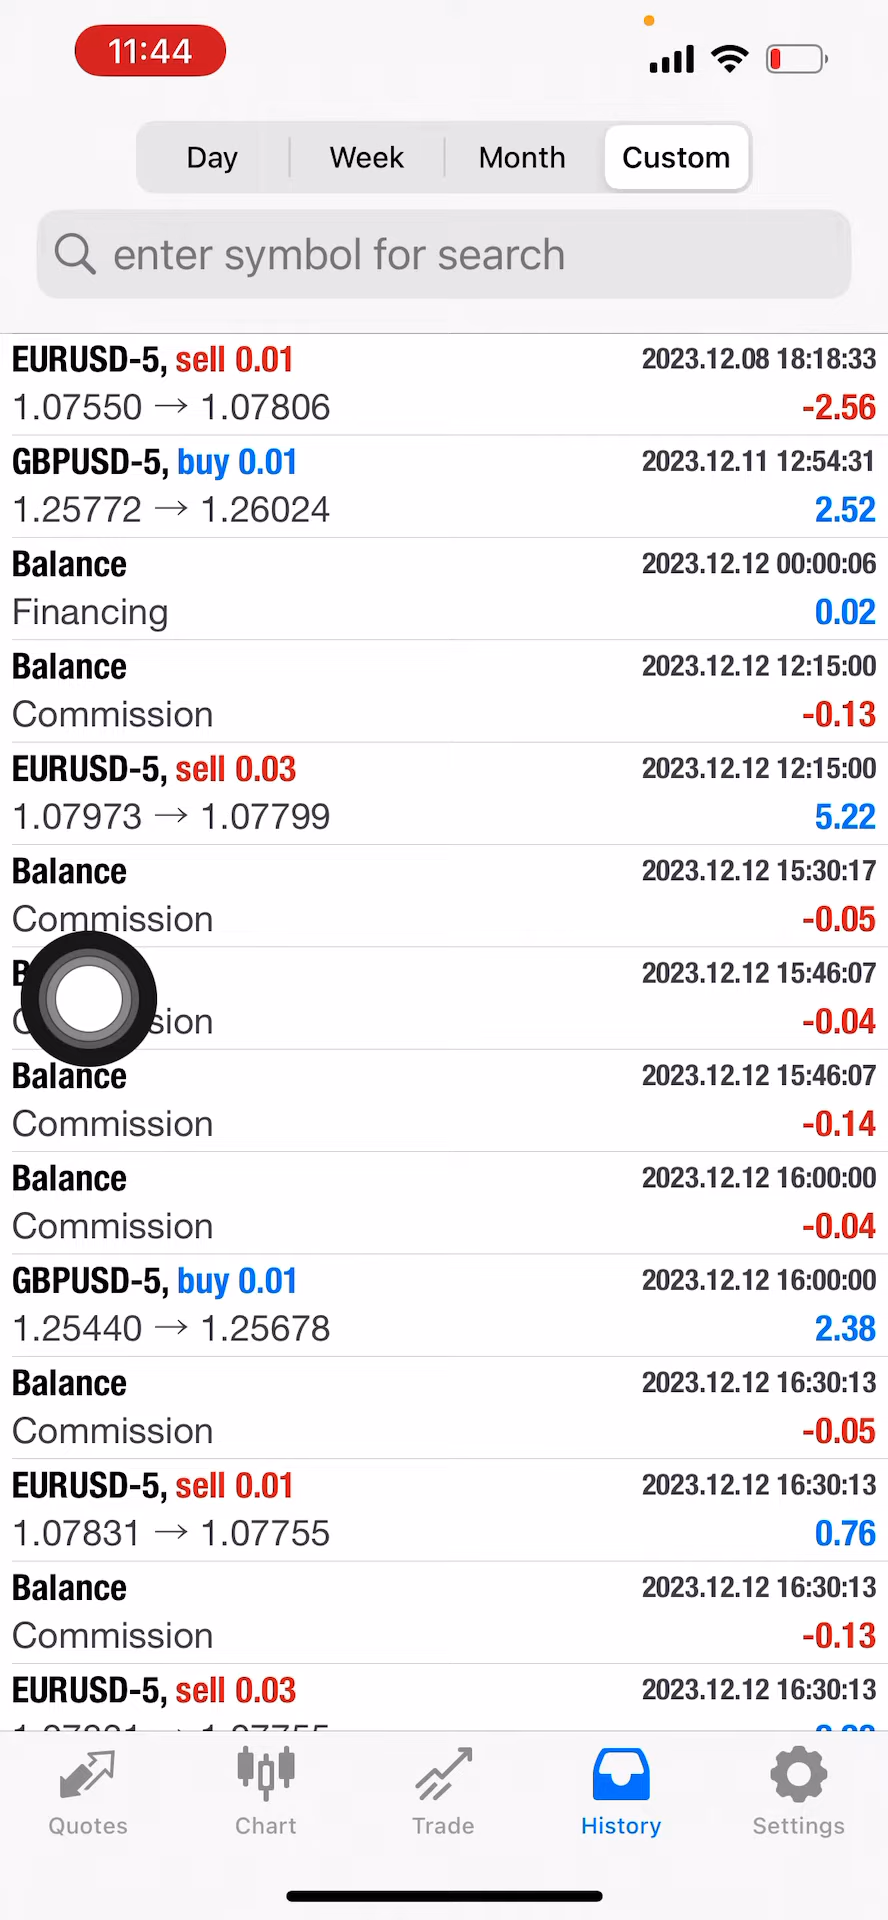 11:44
Day Week Month Custom
enter symbol for search
EURUSD-5, sell 0.01 2023.12.08 18:18:33
1.07550 → 1.07806 -2.56
GBPUSD-5, buy 0.01 2023.12.11 12:54:31
1.25772 → 1.26024 2.52
Balance 2023.12.12 00:00:06
Financing 0.02
Balance 2023.12.12 12:15:00
Commission -0.13
EURUSD-5, sell 0.03 2023.12.12 12:15:00
1.07973 → 1.07799 5.22
Balance 2023.12.12 15:30:17
Commission -0.05
2023.12.12 15:46:07
-0.04
Balance 2023.12.12 15:46:07
Commission -0.14
Balance 2023.12.12 16:00:00
Commission -0.04
GBPUSD-5, buy 0.01 2023.12.12 16:00:00
1.25440 → 1.25678 2.38
Balance 2023.12.12 16:30:13
Commission -0.05
EURUSD-5, sell 0.01 2023.12.12 16:30:13
1.07831 → 1.07755 0.76
Balance 2023.12.12 16:30:13
Commission -0.13
EURUSD-5, sell 0.03 2023.12.12 16:30:13
Quotes Chart Trade History Settings